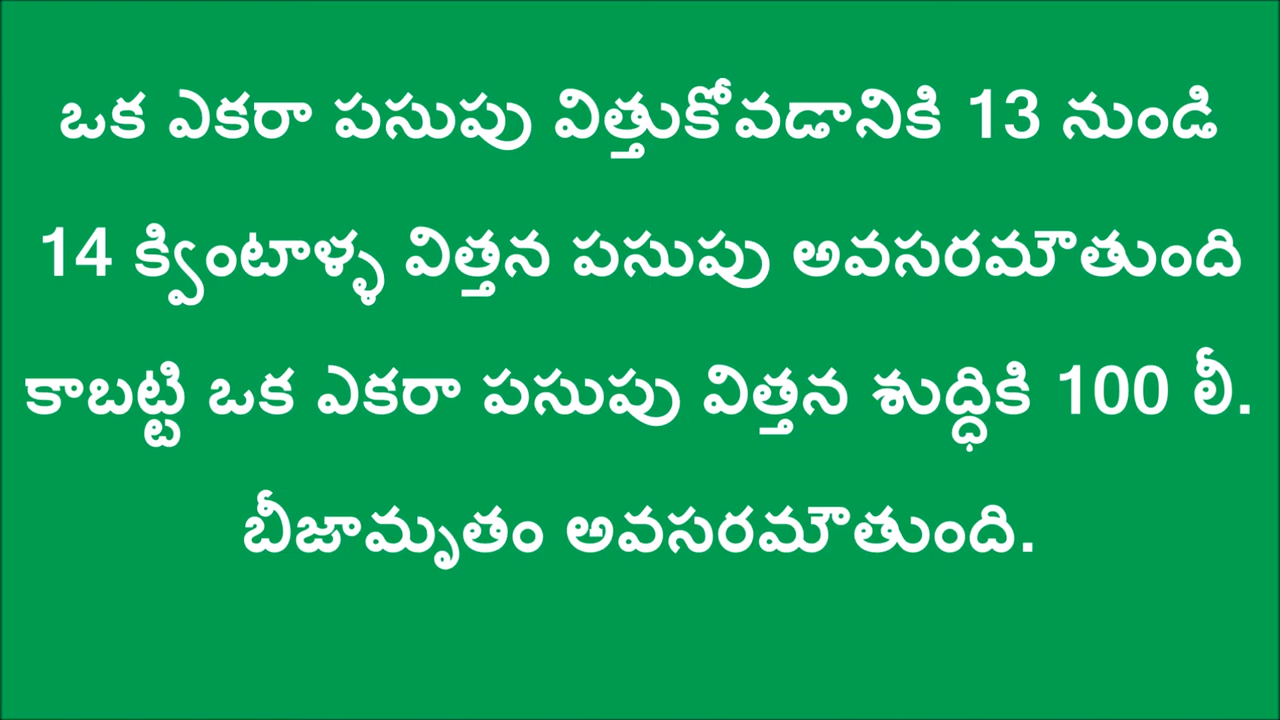 ఒక ఎకరా పసుపు విత్తుకోవడానికి 13 నుండి
14 క్వింటాళ్ళ విత్తన పసుపు అవసరమౌతుంది
కాబట్టి ఒక ఎకరా పసుపు విత్తన శుద్ధికి 100 లీ.
బీజామృతం అవసరమౌతుంది.